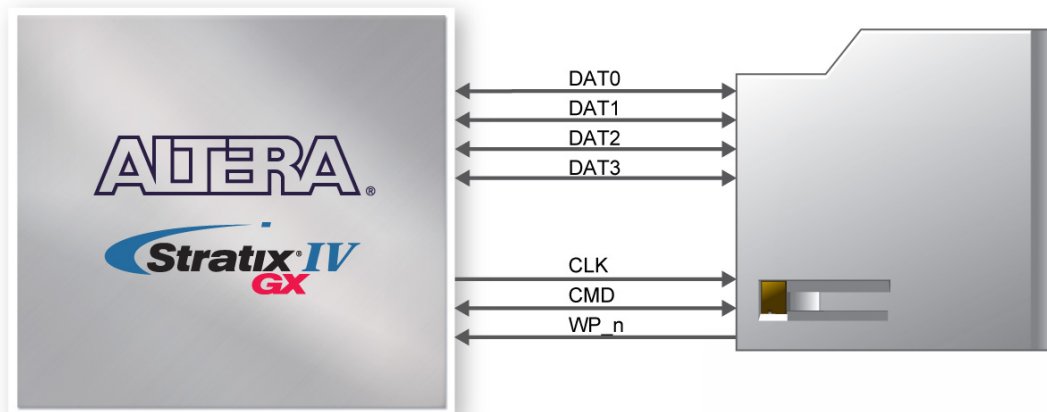 DAT0
DAT1
DAT2
DAT3
ALTERA®
Stratix® IV
GX
CLK
CMD
WP_n